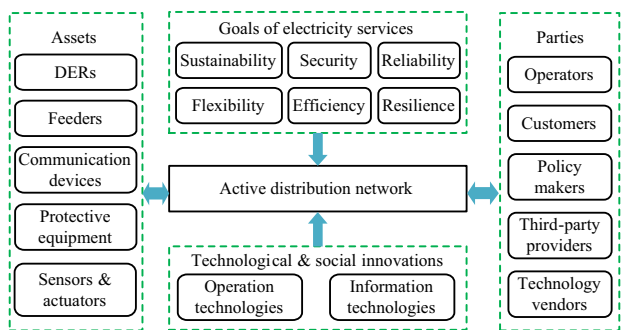 Assets
DERs
Feeders
Communication
devices
Protective
equipment
Sensors &
actuators
Goals of electricity services
Sustainability
Security
Reliability
Flexibility
Efficiency
Resilience
Active distribution network
Technological & social innovations
Operation
technologies
Information
technologies
Parties
Operators
Customers
Policy
makers
Third-party
providers
Technology
vendors